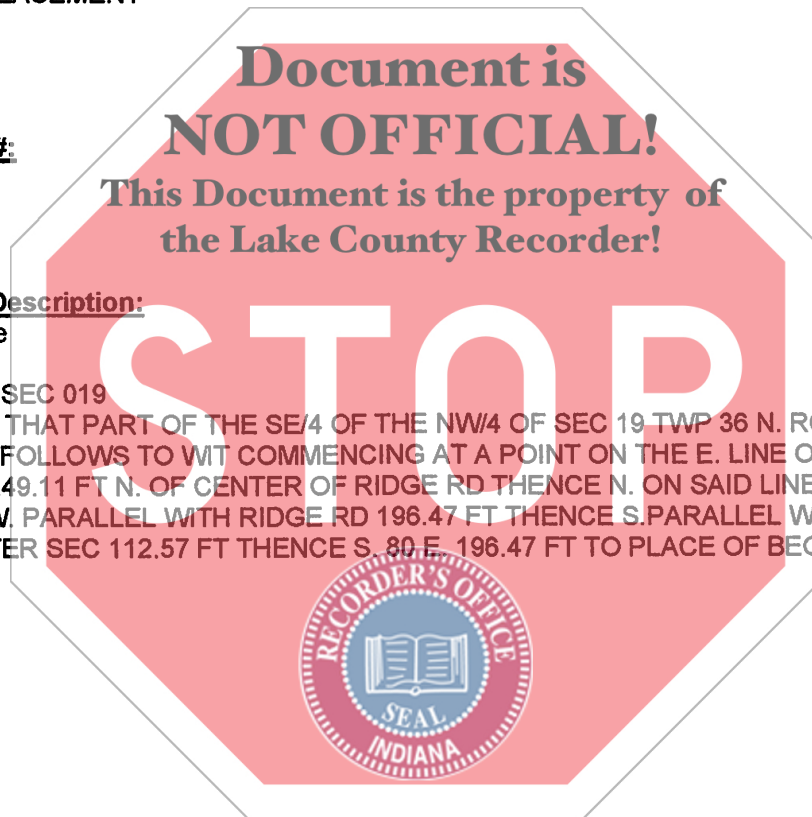 Document is
NOT OFFICIAL!
#:
This Document is the property of
the Lake County Recorder!
Description:
STOP
SEC 019
THAT PART OF THE SE/4 OF THE NW/4 OF SEC 19 TWP 36 N.
FOLLOWS TO WIT COMMENCING AT A POINT ON THE E. LINE
49.11 FT N. OF CENTER OF RIDGE RD THENCE N. ON SAID LINE
PARALLEL WITH RIDGE RD 196.47 FT THENCE S.PARALLEL
SEC 112.57 FT THENCE S. 80 E. 196.47 FT TO PLACE OF
RECORDER'S OFFICE
SEAL
INDIANA